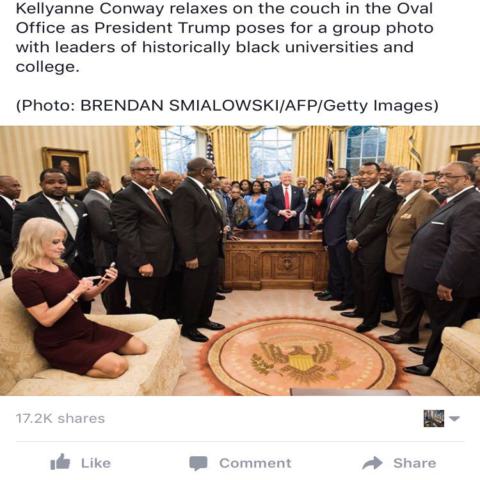 Kellyanne Conway relaxes on the couch in the Oval
Office as President Trump poses for a group photo
with leaders of historically black universities and
college.
(Photo: BRENDAN SMIALOWSKI/AFP/Getty Images)
17.2K shares
Like
Comment
Share